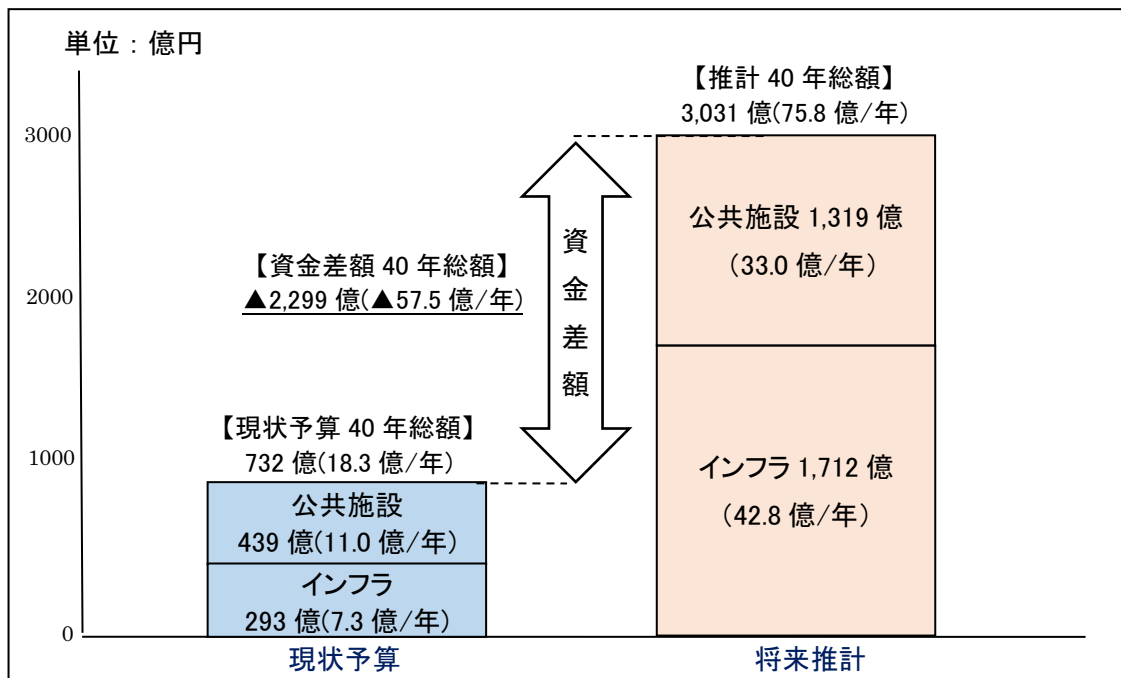 単位：億円
【推計 40 年総額】
3,031 億(75.8 億/年)
3000
公共施設 1,319 億
（33.0 億/年）
資金差額
【資金差額 40 年総額】
▲2,299 億(▲57.5 億/年)
2000
【現状予算 40 年総額】
732 億(18.3 億/年)
1000
インフラ 1,712 億
（42.8 億/年）
公共施設
439 億(11.0 億/年)
インフラ
293 億(7.3 億/年)
0
現状予算
将来推計